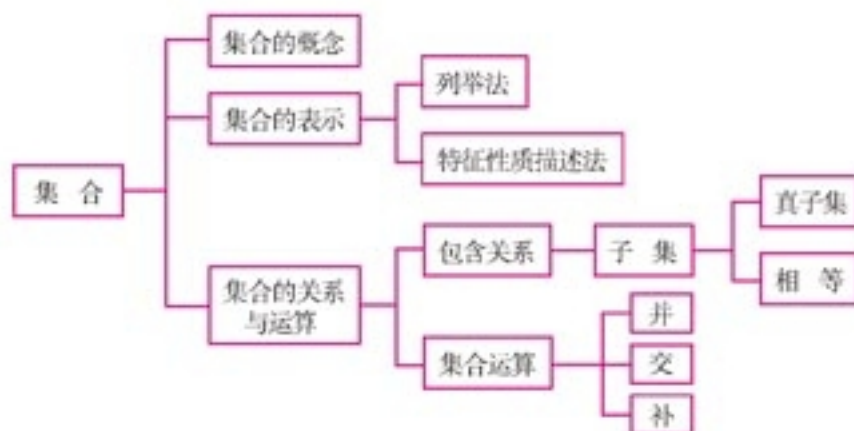 集合的概念
列举法
集合的表示
特征性质描述法
集 合
真子集
包含关系
子 集
集合的关系
与运算
相 等
并
集合运算
交
补